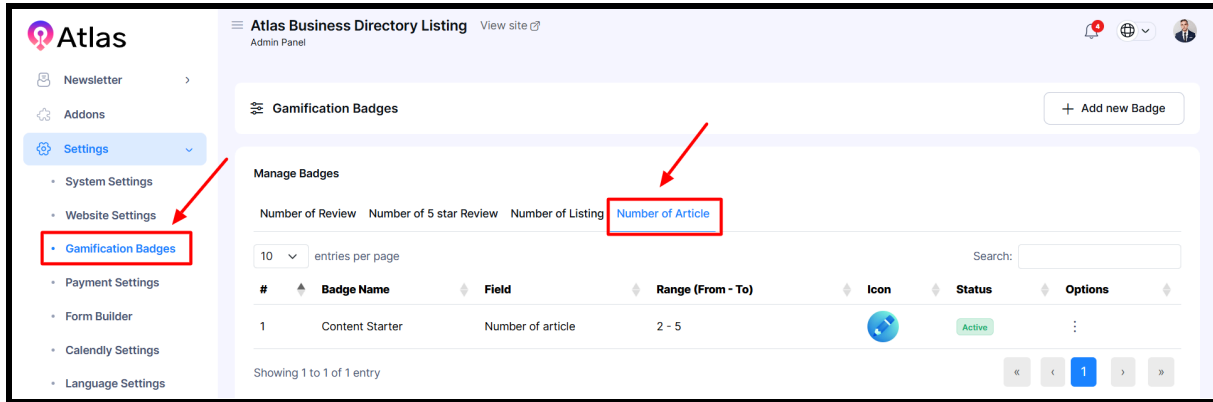 Atlas
Atlas Business Directory Listing View site
Admin Panel
4
Newsletter
Addons
Settings
System Settings
Website Settings
Gamification Badges
Payment Settings
Form Builder
Calendly Settings
Language Settings
Gamification Badges
+ Add new Badge
Manage Badges
Number of Review Number of 5 star Review Number of Listing Number of Article
10 entries per page Search:
# Badge Name Field Range (From - To) Icon Status Options
1 Content Starter Number of article 2 - 5 Active
Showing 1 to 1 of 1 entry « ‹ 1 › »